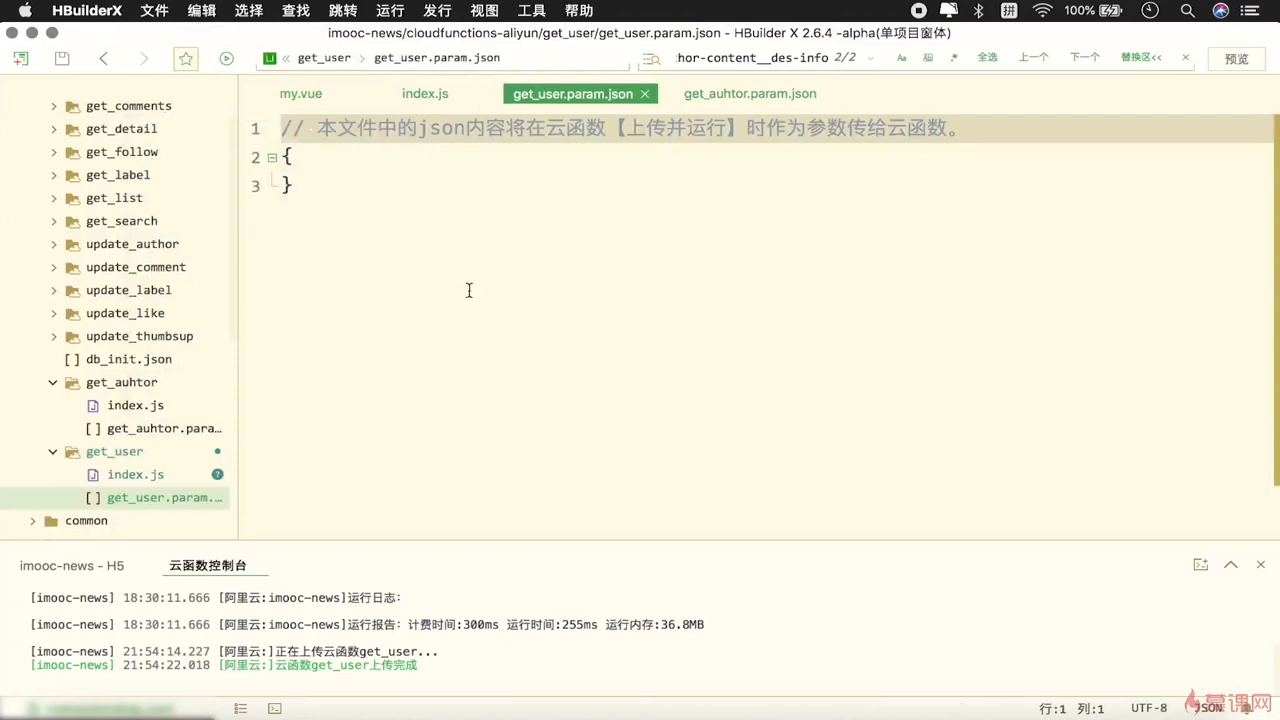 HBuilderX 文件 编辑 选择 查找 跳转 运行 发行 视图 工具 帮助 拼 100%
imooc-news/cloudfunctions-aliyun/get_user/get_user.param.json - HBuilder X 2.6.4 -alpha(单项目窗体)
get_user get_user.param.json :hor-content__des-info 2/2 Aa 全选 上一个 下一个 替换区<< 预览
my.vue index.js get_user.param.json get_auhtor.param.json
get_comments
get_detail
get_follow
get_label
get_list
get_search
update_author
update_comment
update_label
update_like
update_thumbsup
[ ] db_init.json
get_auhtor
index.js
[ ] get_auhtor.para…
get_user
index.js
[ ] get_user.param.…
common
1 // 本文件中的json内容将在云函数【上传并运行】时作为参数传给云函数。
2 {
3 }
imooc-news - H5 云函数控制台
[imooc-news] 18:30:11.666 [阿里云:imooc-news]运行日志:
[imooc-news] 18:30:11.666 [阿里云:imooc-news]运行报告: 计费时间:300ms 运行时间:255ms 运行内存:36.8MB
[imooc-news] 21:54:14.227 [阿里云:]正在上传云函数get_user...
[imooc-news] 21:54:22.018 [阿里云:]云函数get_user上传完成
行:1 列:1 UTF-8 JSON
慕课网